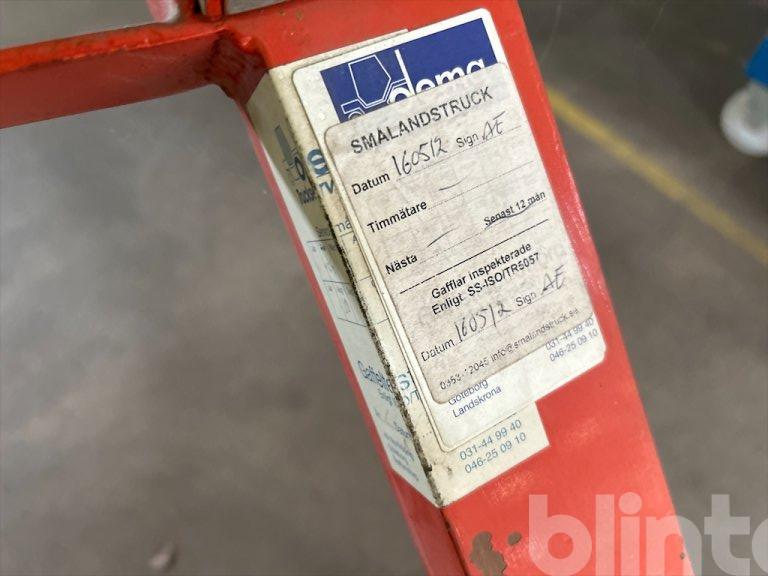 doma
SMALANDSTRUCK
Datum 160512 Sign AE
Timmätare –
Nästa – Senast 12 mån
Gafflar inspekterade
Enligt SS-ISO/TR5057
Datum 160512 Sign AE
0353-12045 info@smalandstruck.se
Göteborg 031-44 99 40
Landskrona 046-25 09 10
031-44 99 40
046-25 09 10
blinto